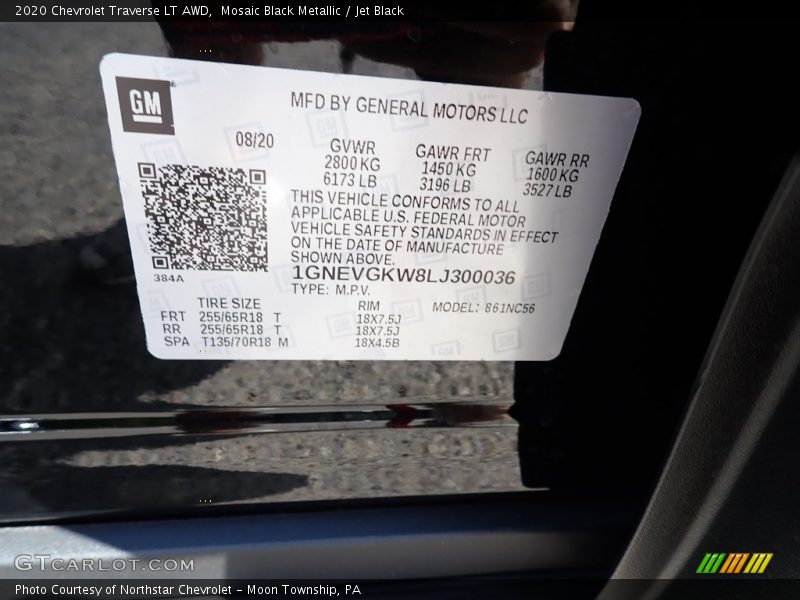 2020 Chevrolet Traverse LT AWD, Mosaic Black Metallic / Jet Black
GM
MFD BY GENERAL MOTORS LLC
08/20
GVWR GAWR FRT GAWR RR
2800 KG 1450 KG 1600 KG
6173 LB 3196 LB 3527 LB
THIS VEHICLE CONFORMS TO ALL
APPLICABLE U.S. FEDERAL MOTOR
VEHICLE SAFETY STANDARDS IN EFFECT
ON THE DATE OF MANUFACTURE
SHOWN ABOVE.
384A
1GNEVGKW8LJ300036
TYPE: M.P.V.
TIRE SIZE RIM MODEL: 861NC56
FRT 255/65R18 T 18X7.5J
RR 255/65R18 T 18X7.5J
SPA T135/70R18 M 18X4.5B
GTCARLOT.COM
Photo Courtesy of Northstar Chevrolet - Moon Township, PA